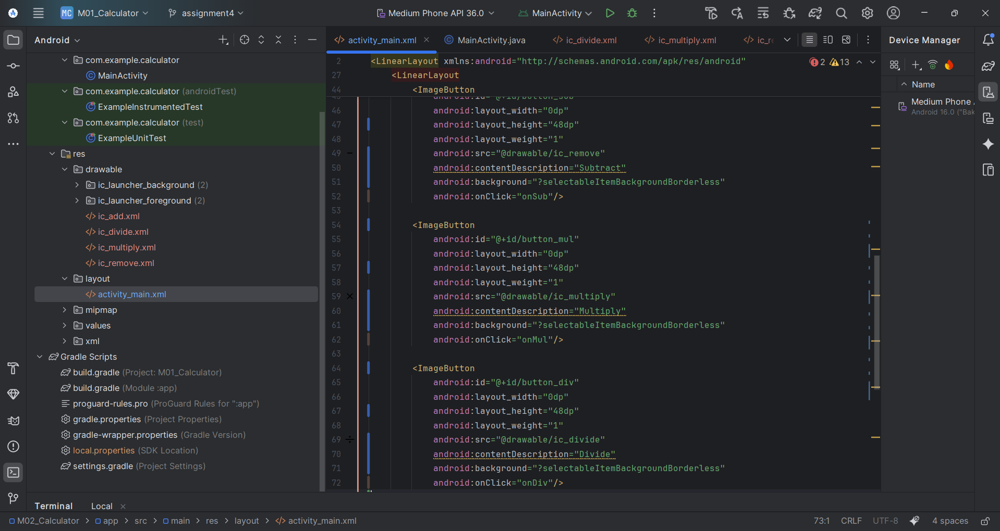 MC M01_Calculator
assignment4
Medium Phone API 36.0
MainActivity
Android
activity_main.xml
MainActivity.java
ic_divide.xml
ic_multiply.xml
Device Manager
com.example.calculator
MainActivity
com.example.calculator (androidTest)
ExampleInstrumentedTest
com.example.calculator (test)
ExampleUnitTest
res
drawable
ic_launcher_background (2)
ic_launcher_foreground (2)
ic_add.xml
ic_divide.xml
ic_multiply.xml
ic_remove.xml
layout
activity_main.xml
mipmap
values
xml
Gradle Scripts
build.gradle (Project: M01_Calculator)
build.gradle (Module :app)
proguard-rules.pro (ProGuard Rules for ":app")
gradle.properties (Project Properties)
gradle-wrapper.properties (Gradle Version)
local.properties (SDK Location)
settings.gradle (Project Settings)
2 <LinearLayout xmlns:android="http://schemas.android.com/apk/res/android"
2 13
27 <LinearLayout
44 <ImageButton
45 android:id="@+id/button_sub"
46 android:layout_width="0dp"
47 android:layout_height="48dp"
48 android:layout_weight="1"
49 android:src="@drawable/ic_remove"
50 android:contentDescription="Subtract"
51 android:background="?selectableItemBackgroundBorderless"
52 android:onClick="onSub"/>
53
54 <ImageButton
55 android:id="@+id/button_mul"
56 android:layout_width="0dp"
57 android:layout_height="48dp"
58 android:layout_weight="1"
59 android:src="@drawable/ic_multiply"
60 android:contentDescription="Multiply"
61 android:background="?selectableItemBackgroundBorderless"
62 android:onClick="onMul"/>
63
64 <ImageButton
65 android:id="@+id/button_div"
66 android:layout_width="0dp"
67 android:layout_height="48dp"
68 android:layout_weight="1"
69 android:src="@drawable/ic_divide"
70 android:contentDescription="Divide"
71 android:background="?selectableItemBackgroundBorderless"
72 android:onClick="onDiv"/>
Name
Medium Phone
Android 16.0 ("Bak
Terminal Local
M02_Calculator > app > src > main > res > layout > activity_main.xml
73:1 CRLF UTF-8 4 spaces